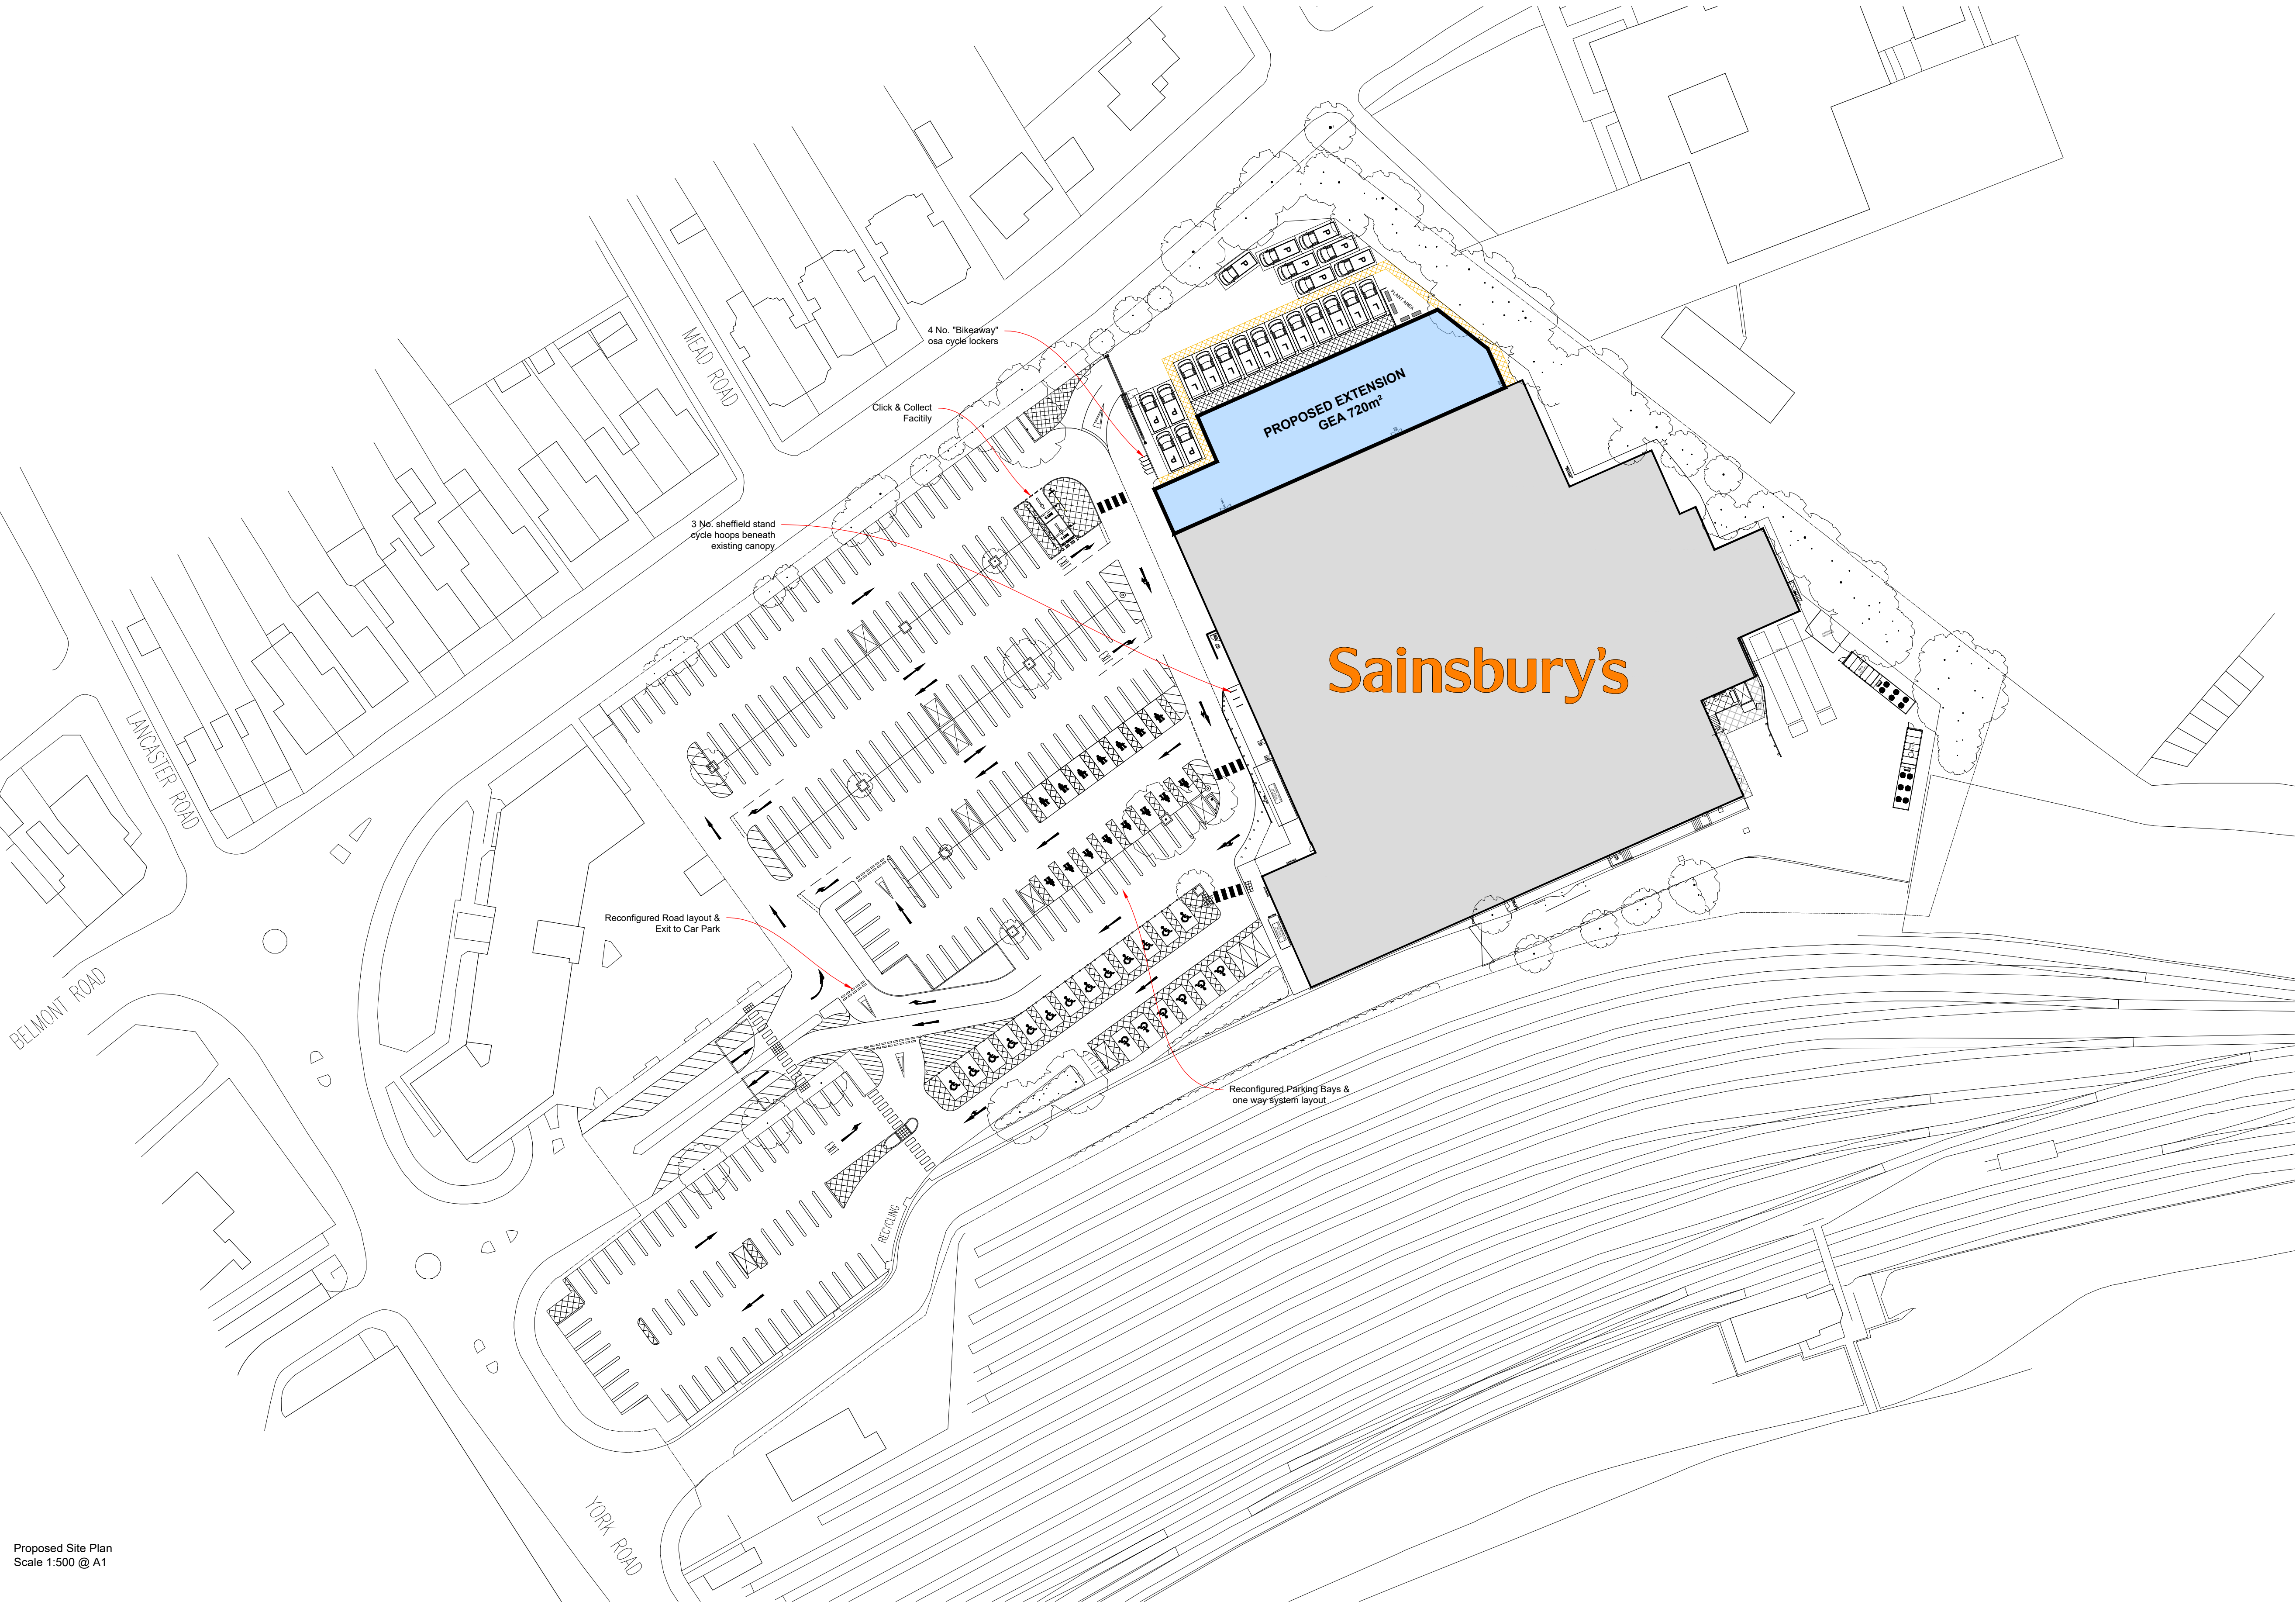 4 No. "Bikeaway"
osa cycle lockers
Click & Collect
Facitily
3 No. sheffield stand
cycle hoops beneath
existing canopy
Reconfigured Road layout &
Exit to Car Park
Reconfigured Parking Bays &
one way system layout
PLANT AREA
PROPOSED EXTENSION
GEA 720m²
Sainsbury's
MEAD ROAD
LANCASTER ROAD
BELMONT ROAD
YORK ROAD
RECYCLING
Proposed Site Plan
Scale 1:500 @ A1